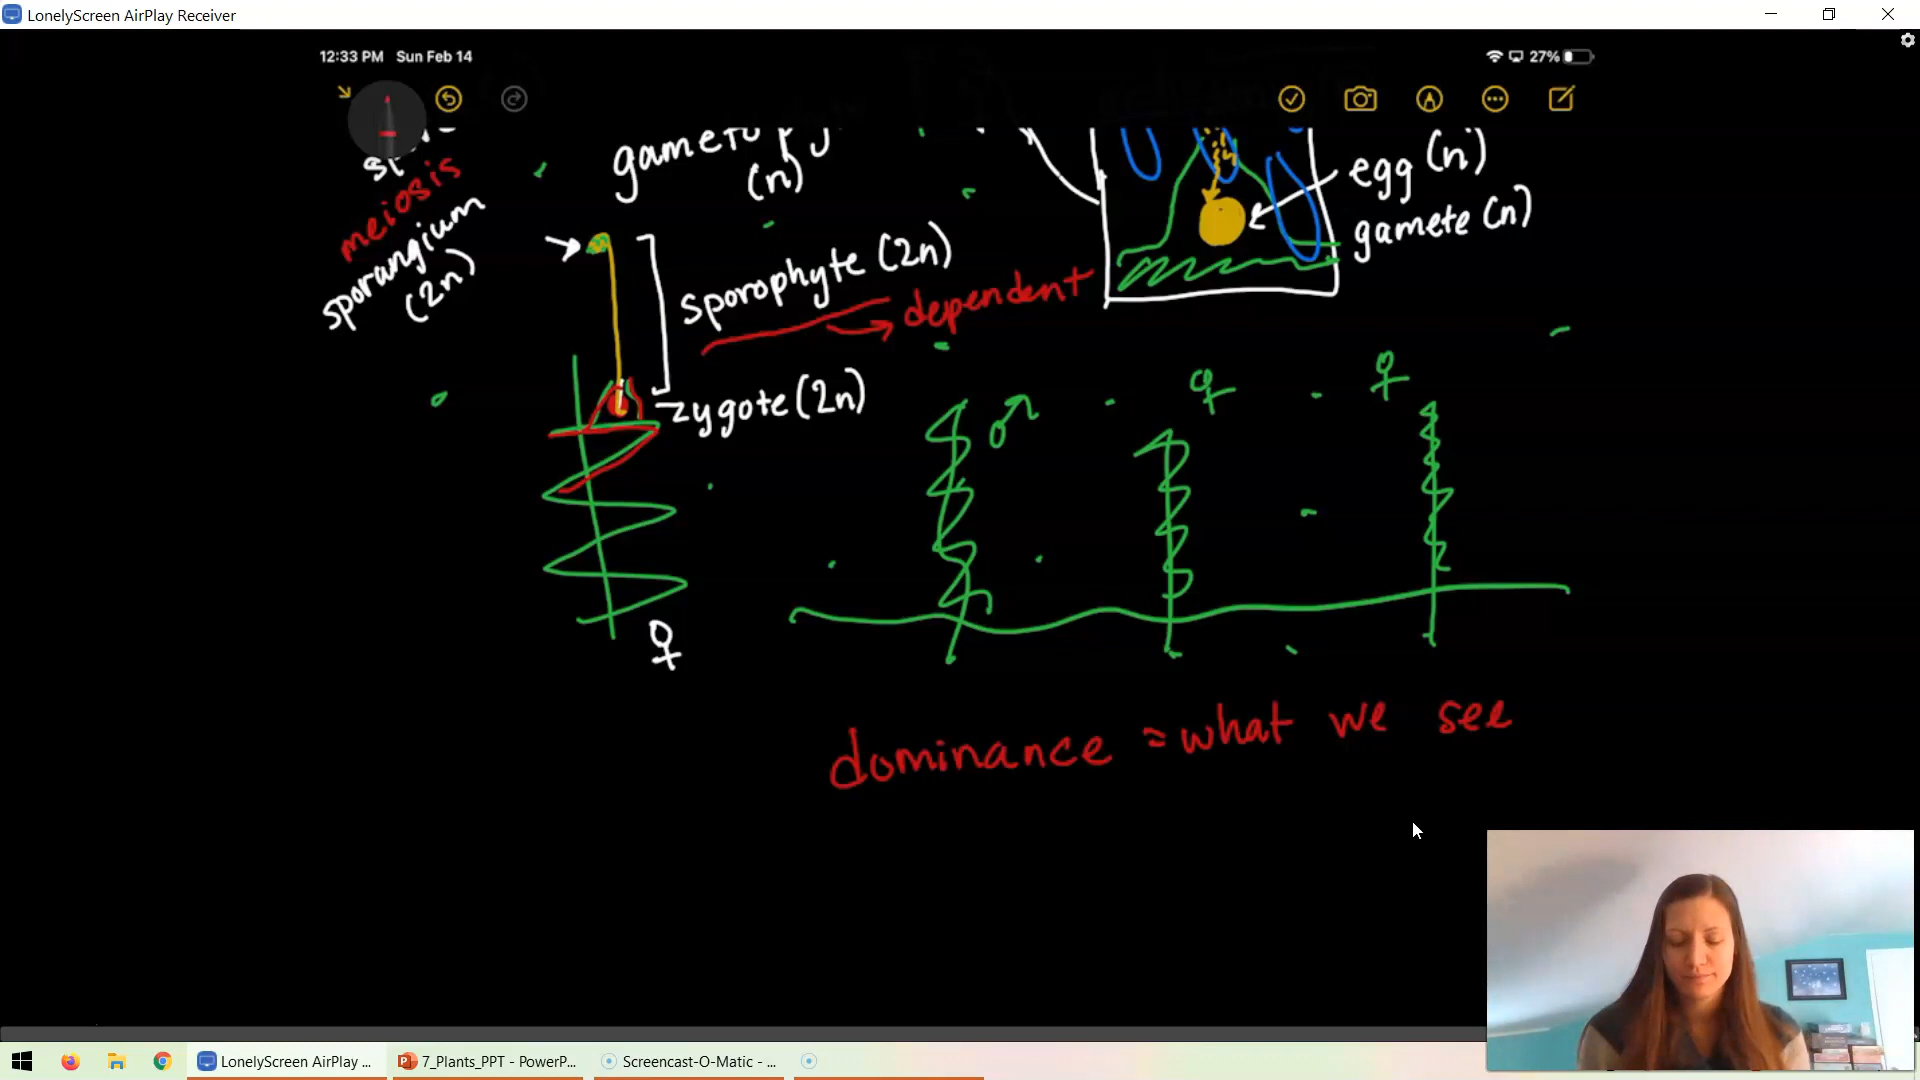 LonelyScreen AirPlay Receiver
12:33 PM Sun Feb 14
27%
meiosis
sporangium
(2n)
(n)
sporophyte (2n)
dependent
zygote (2n)
egg (n)
gamete (n)
♂
♀
♀
♀
dominance = what we see
LonelyScreen AirPlay ...
7_Plants_PPT - PowerP...
Screencast-O-Matic - ...